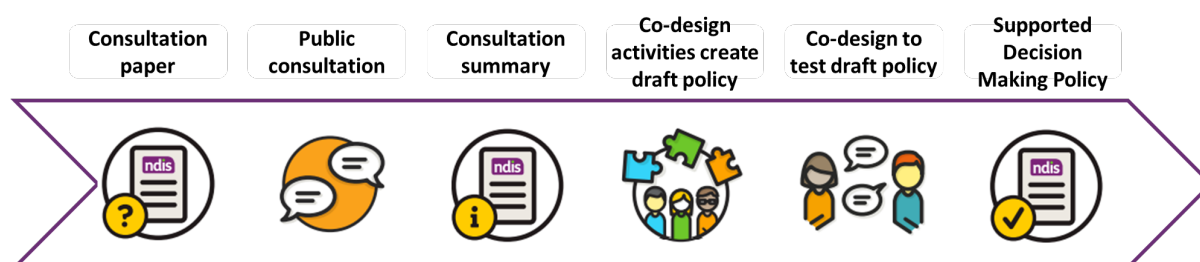 Consultation
paper
Public
consultation
Consultation
summary
Co-design
activities create
draft policy
Co-design to
test draft policy
Supported
Decision
Making Policy
ndis
?
ndis
i
ndis